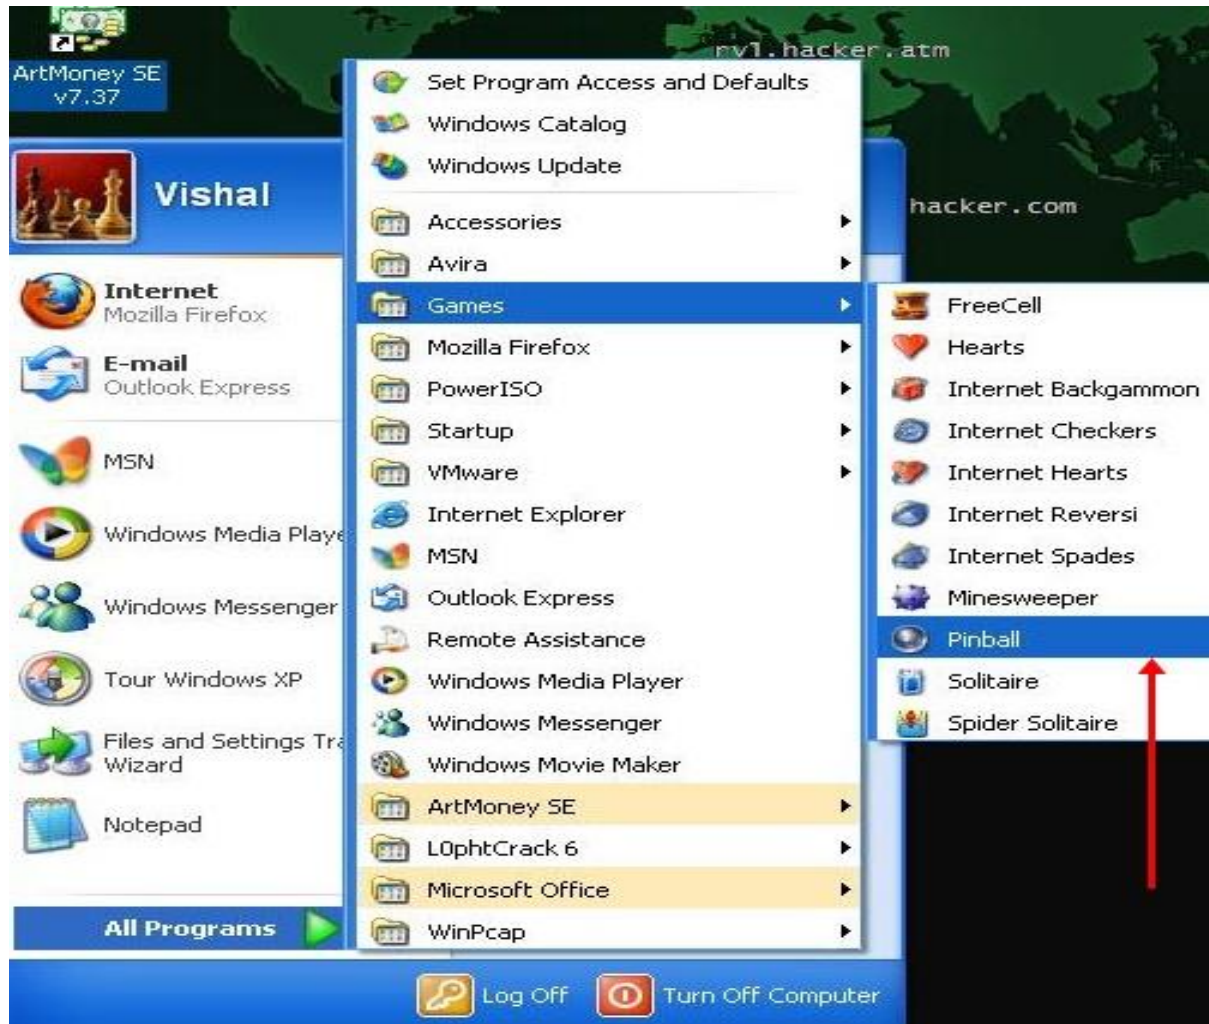 rv1.hacker.atm
ArtMoney SE
v7.37
hacker.com
Vishal
Internet
Mozilla Firefox
E-mail
Outlook Express
MSN
Windows Media Playe
Windows Messenger
Tour Windows XP
Files and Settings Tra
Wizard
Notepad
All Programs
Set Program Access and Defaults
Windows Catalog
Windows Update
Accessories
Avira
Games
Mozilla Firefox
PowerISO
Startup
VMware
Internet Explorer
MSN
Outlook Express
Remote Assistance
Windows Media Player
Windows Messenger
Windows Movie Maker
ArtMoney SE
L0phtCrack 6
Microsoft Office
WinPcap
FreeCell
Hearts
Internet Backgammon
Internet Checkers
Internet Hearts
Internet Reversi
Internet Spades
Minesweeper
Pinball
Solitaire
Spider Solitaire
Log Off
Turn Off Computer